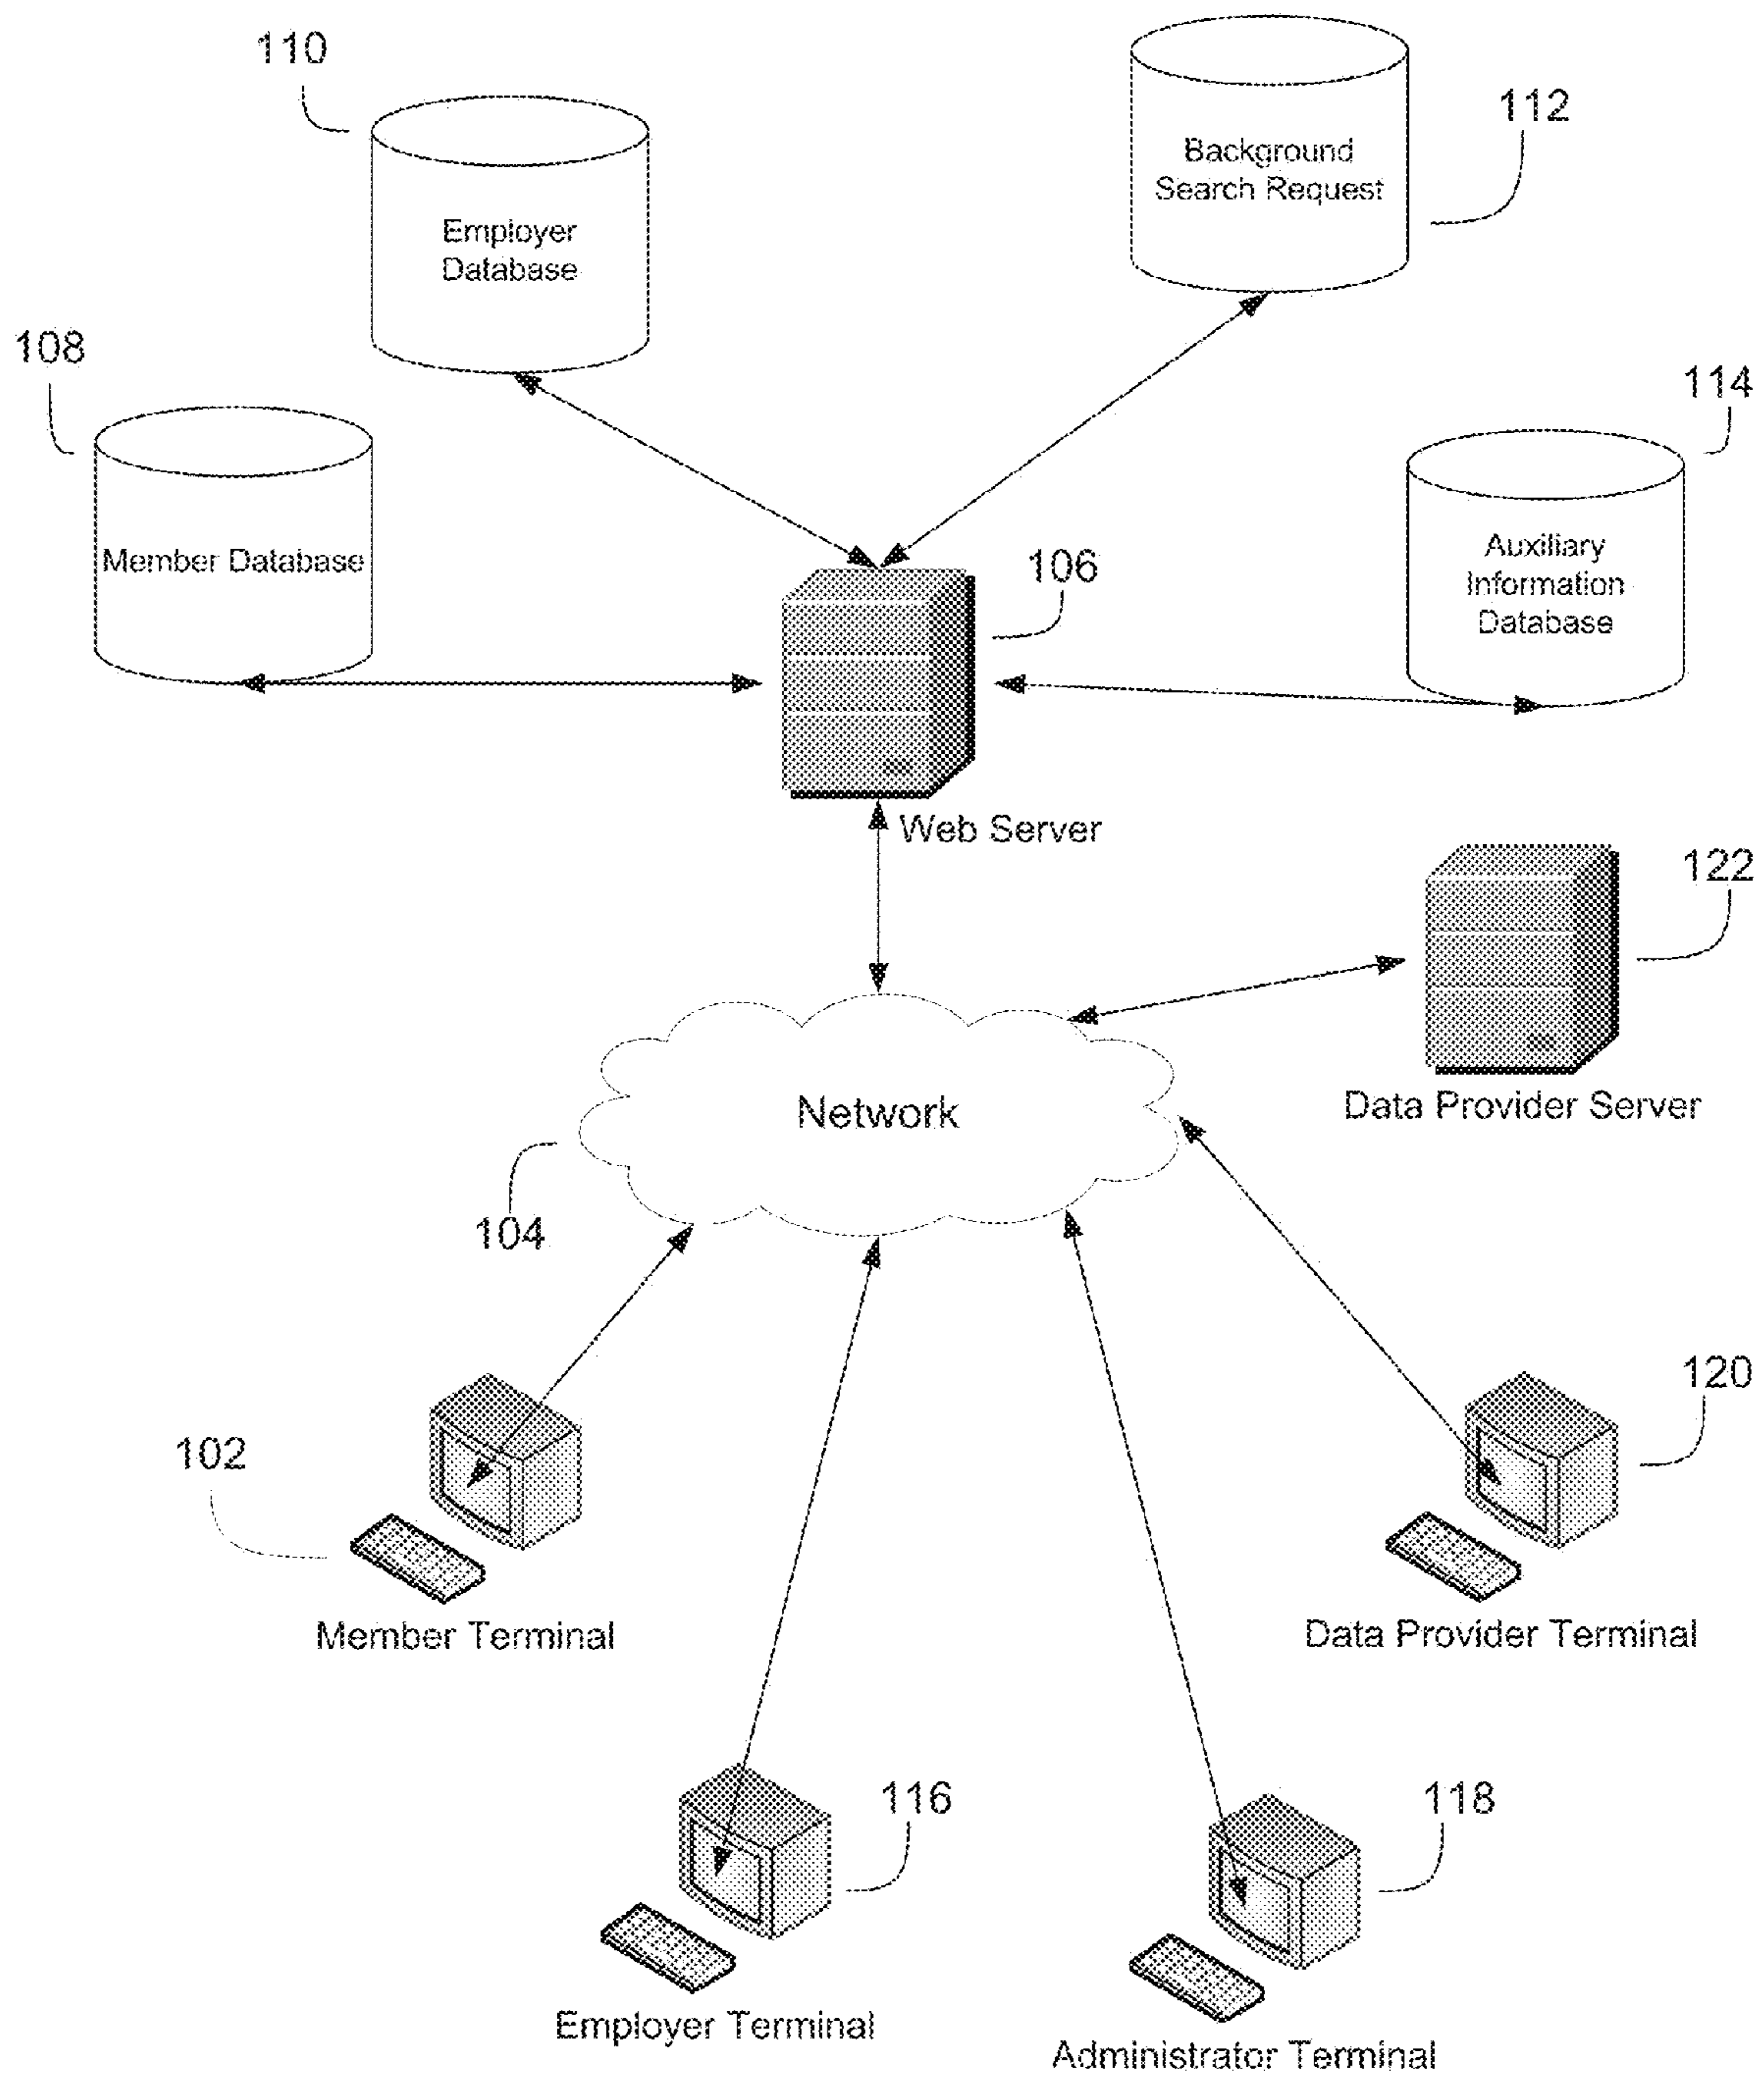 110
Employer
Database
Background
Search Request
112
108
Member Database
114
Auxiliary
Information
Database
106
Web Server
122
Data Provider Server
Network
104
102
Member Terminal
120
Data Provider Terminal
116
Employer Terminal
118
Administrator Terminal